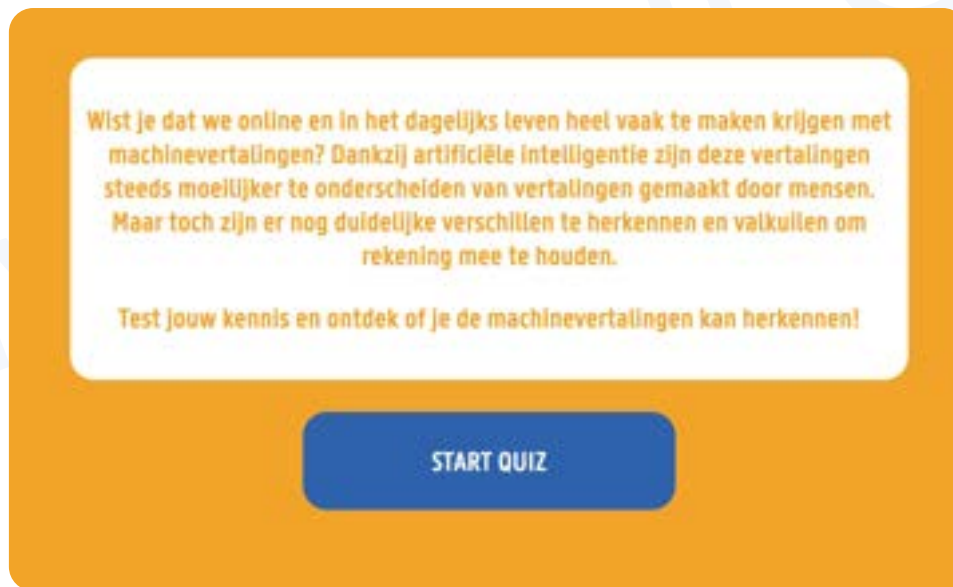 Wist je dat we online en in het dagelijks leven heel vaak te maken krijgen met
machinevertalingen? Dankzij artificiële intelligentie zijn deze vertalingen
steeds moeilijker te onderscheiden van vertalingen gemaakt door mensen.
Maar toch zijn er nog duidelijke verschillen te herkennen en valkuilen om
rekening mee te houden.
Test jouw kennis en ontdek of je de machinevertalingen kan herkennen!
START QUIZ